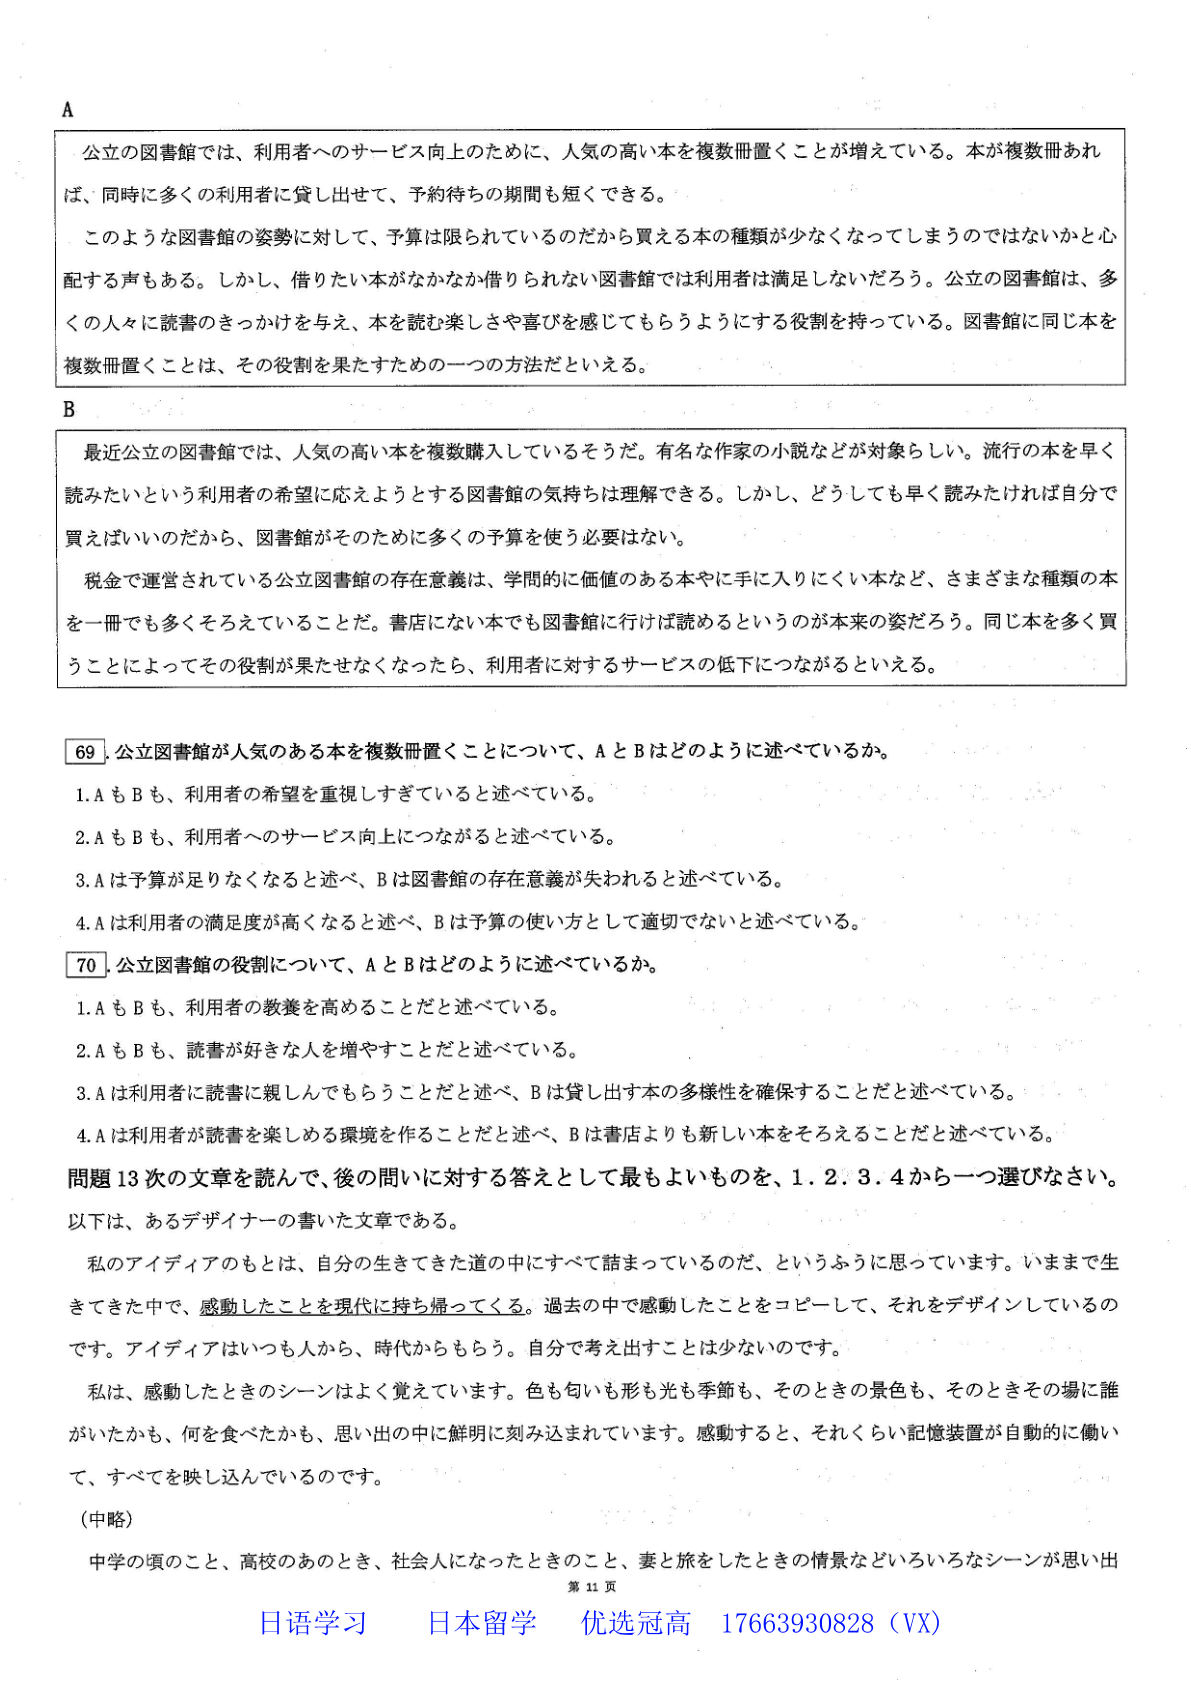 A
公立の図書館では、利用者へのサービス向上のために、人気の高い本を複数冊置くことが増えている。本が複数冊あれ
ば、同時に多くの利用者に貸し出せて、予約待ちの期間も短くできる。
このような図書館の姿勢に対して、予算は限られているのだから買える本の種類が少なくなってしまうのではないかと心
配する声もある。しかし、借りたい本がなかなか借りられない図書館では利用者は満足しないだろう。公立の図書館は、多
くの人々に読書のきっかけを与え、本を読む楽しさや喜びを感じてもらうようにする役割を持っている。図書館に同じ本を
複数冊置くことは、その役割を果たすための一つの方法だといえる。
B
最近公立の図書館では、人気の高い本を複数購入しているそうだ。有名な作家の小説などが対象らしい。流行の本を早く
読みたいという利用者の希望に応えようとする図書館の気持ちは理解できる。しかし、どうしても早く読みたければ自分で
買えばいいのだから、図書館がそのために多くの予算を使う必要はない。
税金で運営されている公立図書館の存在意義は、学問的に価値のある本やに手に入りにくい本など、さまざまな種類の本
を一冊でも多くそろえていることだ。書店にない本でも図書館に行けば読めるというのが本来の姿だろう。同じ本を多く買
うことによってその役割が果たせなくなったら、利用者に対するサービスの低下につながるといえる。
69.公立図書館が人気のある本を複数冊置くことについて、AとBはどのように述べているか。
1.AもBも、利用者の希望を重視しすぎていると述べている。
2.AもBも、利用者へのサービス向上につながると述べている。
3.Aは予算が足りなくなると述べ、Bは図書館の存在意義が失われると述べている。
4.Aは利用者の満足度が高くなると述べ、Bは予算の使い方として適切でないと述べている。
70.公立図書館の役割について、AとBはどのように述べているか。
1.AもBも、利用者の教養を高めることだと述べている。
2.AもBも、読書が好きな人を増やすことだと述べている。
3.Aは利用者に読書に親しんでもらうことだと述べ、Bは貸し出す本の多様性を確保することだと述べている。
4.Aは利用者が読書を楽しめる環境を作ることだと述べ、Bは書店よりも新しい本をそろえることだと述べている。
問題13次の文章を読んで、後の問いに対する答えとして最もよいものを、1．2．3．4から一つ選びなさい。
以下は、あるデザイナーの書いた文章である。
私のアイディアのもとは、自分の生きてきた道の中にすべて詰まっているのだ、というふうに思っています。いままで生
きてきた中で、感動したことを現代に持ち帰ってくる。過去の中で感動したことをコピーして、それをデザインしているの
です。アイディアはいつも人から、時代からもらう。自分で考え出すことは少ないのです。
私は、感動したときのシーンはよく覚えています。色も匂いも形も光も季節も、そのときの景色も、そのときその場に誰
がいたかも、何を食べたかも、思い出の中に鮮明に刻み込まれています。感動すると、それくらい記憶装置が自動的に働い
て、すべてを映し込んでいるのです。
（中略）
中学の頃のこと、高校のあのとき、社会人になったときのこと、妻と旅をしたときの情景などいろいろなシーンが思い出
第 11 页
日语学习 日本留学 优选冠高 17663930828（VX）